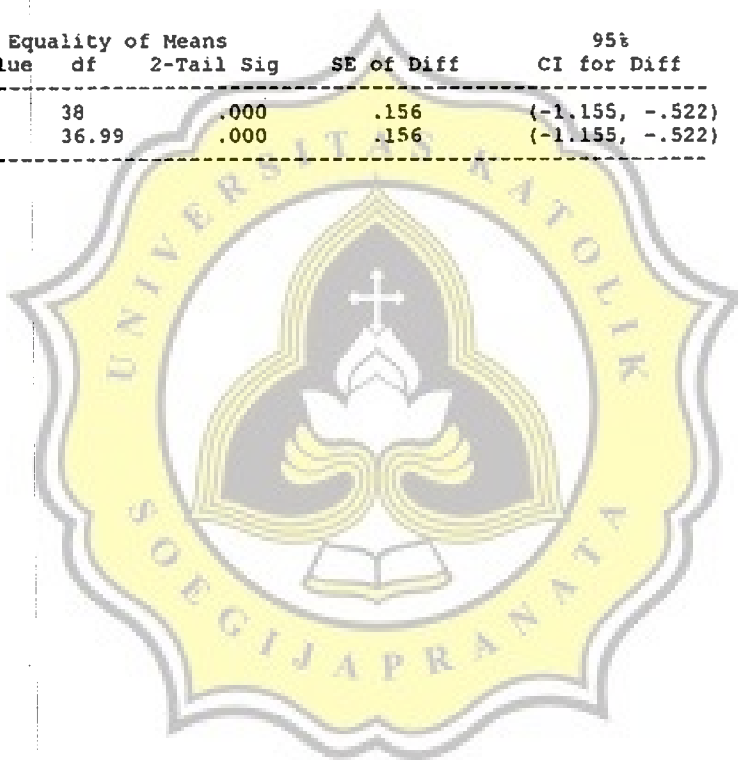 Equality of Means 95%
lue df 2-Tail Sig SE of Diff CI for Diff
38 .000 .156 (-1.155, -.522)
36.99 .000 .156 (-1.155, -.522)
UNIVERSITAS KATOLIK
SOEGIJAPRANATA